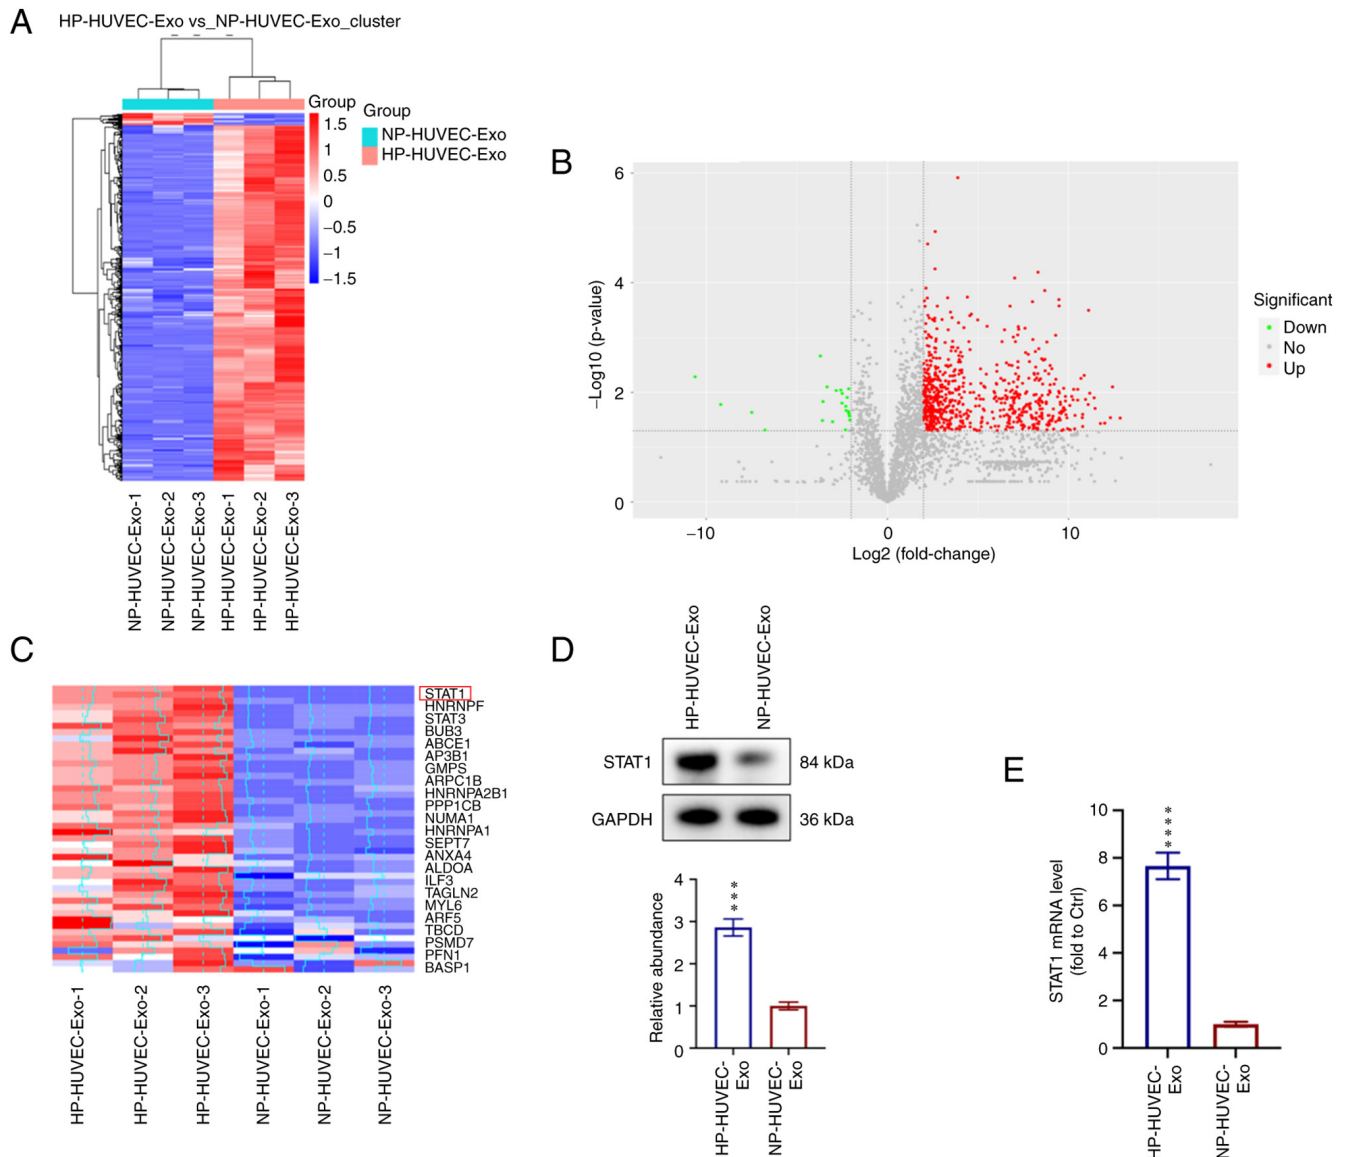 A
HP-HUVEC-Exo vs_NP-HUVEC-Exo_cluster
Group
1.5
1
0.5
0
−0.5
−1
−1.5
Group
NP-HUVEC-Exo
HP-HUVEC-Exo
NP-HUVEC-Exo-1
NP-HUVEC-Exo-2
NP-HUVEC-Exo-3
HP-HUVEC-Exo-1
HP-HUVEC-Exo-2
HP-HUVEC-Exo-3
B
−Log10 (p-value)
6
4
2
0
−10
0
10
Log2 (fold-change)
Significant
Down
No
Up
C
STAT1
HNRNPF
STAT3
BUB3
ABCE1
AP3B1
GMPS
ARPC1B
HNRNPA2B1
PPP1CB
NUMA1
HNRNPA1
SEPT7
ANXA4
ALDOA
ILF3
TAGLN2
MYL6
ARF5
TBCD
PSMD7
PFN1
BASP1
HP-HUVEC-Exo-1
HP-HUVEC-Exo-2
HP-HUVEC-Exo-3
NP-HUVEC-Exo-1
NP-HUVEC-Exo-2
NP-HUVEC-Exo-3
D
HP-HUVEC-Exo
NP-HUVEC-Exo
STAT1
84 kDa
GAPDH
36 kDa
Relative abundance
4
3
2
1
0
***
HP-HUVEC-
Exo
NP-HUVEC-
Exo
E
STAT1 mRNA level
(fold to Ctrl)
10
8
6
4
2
0
****
HP-HUVEC-
Exo
NP-HUVEC-
Exo